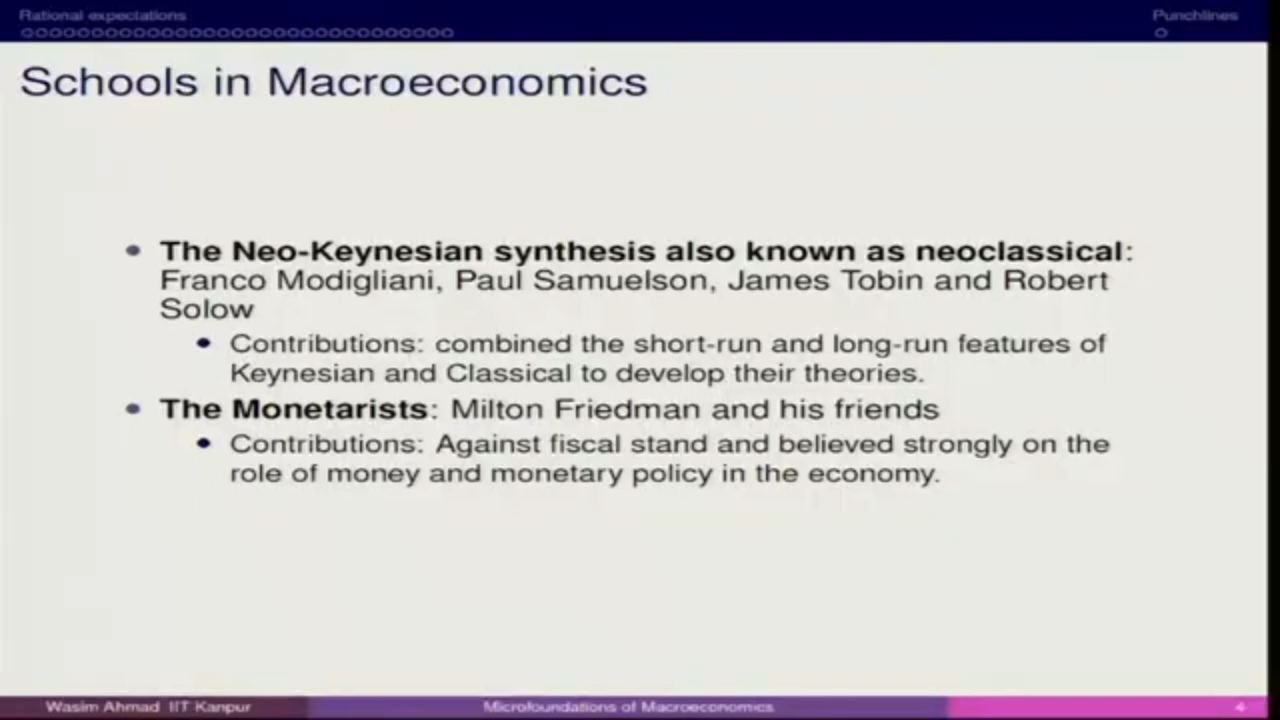 Rational expectations
Punchlines
Schools in Macroeconomics
The Neo-Keynesian synthesis also known as neoclassical:
Franco Modigliani, Paul Samuelson, James Tobin and Robert
Solow
Contributions: combined the short-run and long-run features of
Keynesian and Classical to develop their theories.
The Monetarists: Milton Friedman and his friends
Contributions: Against fiscal stand and believed strongly on the
role of money and monetary policy in the economy.
Wasim Ahmad IIT Kanpur
Microfoundations of Macroeconomics
4